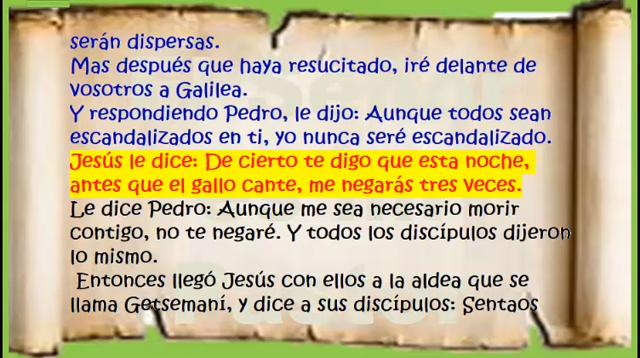 serán dispersas.
Mas después que haya resucitado, iré delante de
vosotros a Galilea.
Y respondiendo Pedro, le dijo: Aunque todos sean
escandalizados en ti, yo nunca seré escandalizado.
Jesús le dice: De cierto te digo que esta noche,
antes que el gallo cante, me negarás tres veces.
Le dice Pedro: Aunque me sea necesario morir
contigo, no te negaré. Y todos los discípulos dijeron
lo mismo.
Entonces llegó Jesús con ellos a la aldea que se
llama Getsemaní, y dice a sus discípulos: Sentaos